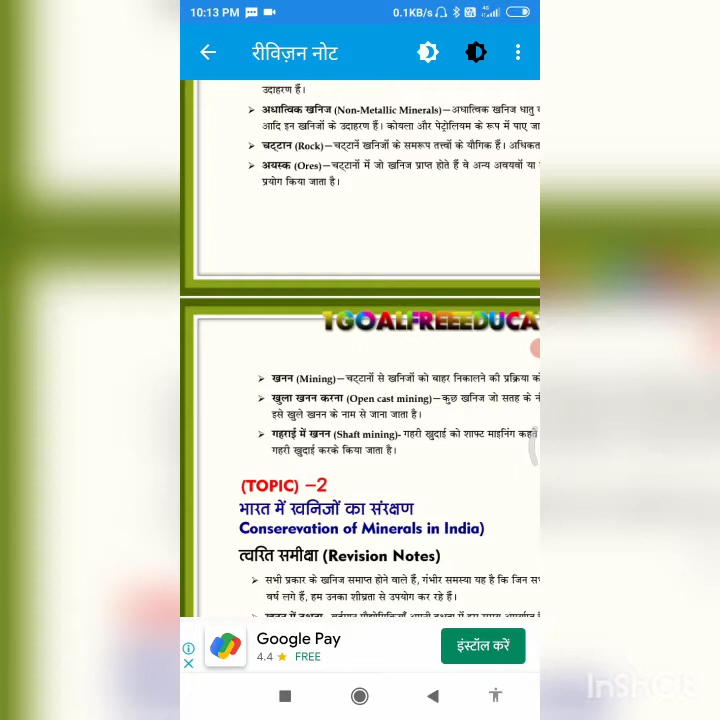 10:13 PM
0.1KB/s
4G
रीविज़न नोट
उदाहरण हैं।
➢ अधात्विक खनिज (Non-Metallic Minerals)—अधात्विक खनिज धातु
आदि इन खनिजों के उदाहरण हैं। कोयला और पेट्रोलियम के रूप में पाए जा
➢ चट्टान (Rock)—चट्टानें खनिजों के समरूप तत्त्वों के यौगिक हैं। अधिकत
➢ अयस्क (Ores)—चट्टानों में जो खनिज प्राप्त होते हैं वे अन्य अवयवों या
प्रयोग किया जाता है।
1GOALFREEEDUCA
➢ खनन (Mining)—चट्टानों से खनिजों को बाहर निकालने की प्रक्रिया को
➢ खुला खनन करना (Open cast mining)—कुछ खनिज जो सतह के
इसे खुले खनन के नाम से जाना जाता है।
➢ गहराई में खनन (Shaft mining)- गहरी खुदाई को शाफ्ट माइनिंग कहत
गहरी खुदाई करके किया जाता है।
(TOPIC) –2
भारत में खनिजों का संरक्षण
Conserevation of Minerals in India)
त्वरित समीक्षा (Revision Notes)
➢ सभी प्रकार के खनिज समाप्त होने वाले हैं, गंभीर समस्या यह है कि जिन
वर्ष लगे हैं, हम उनका शीघ्रता से उपयोग कर रहे हैं।
Google Pay
4.4 ★ FREE
इंस्टॉल करें
InShOt